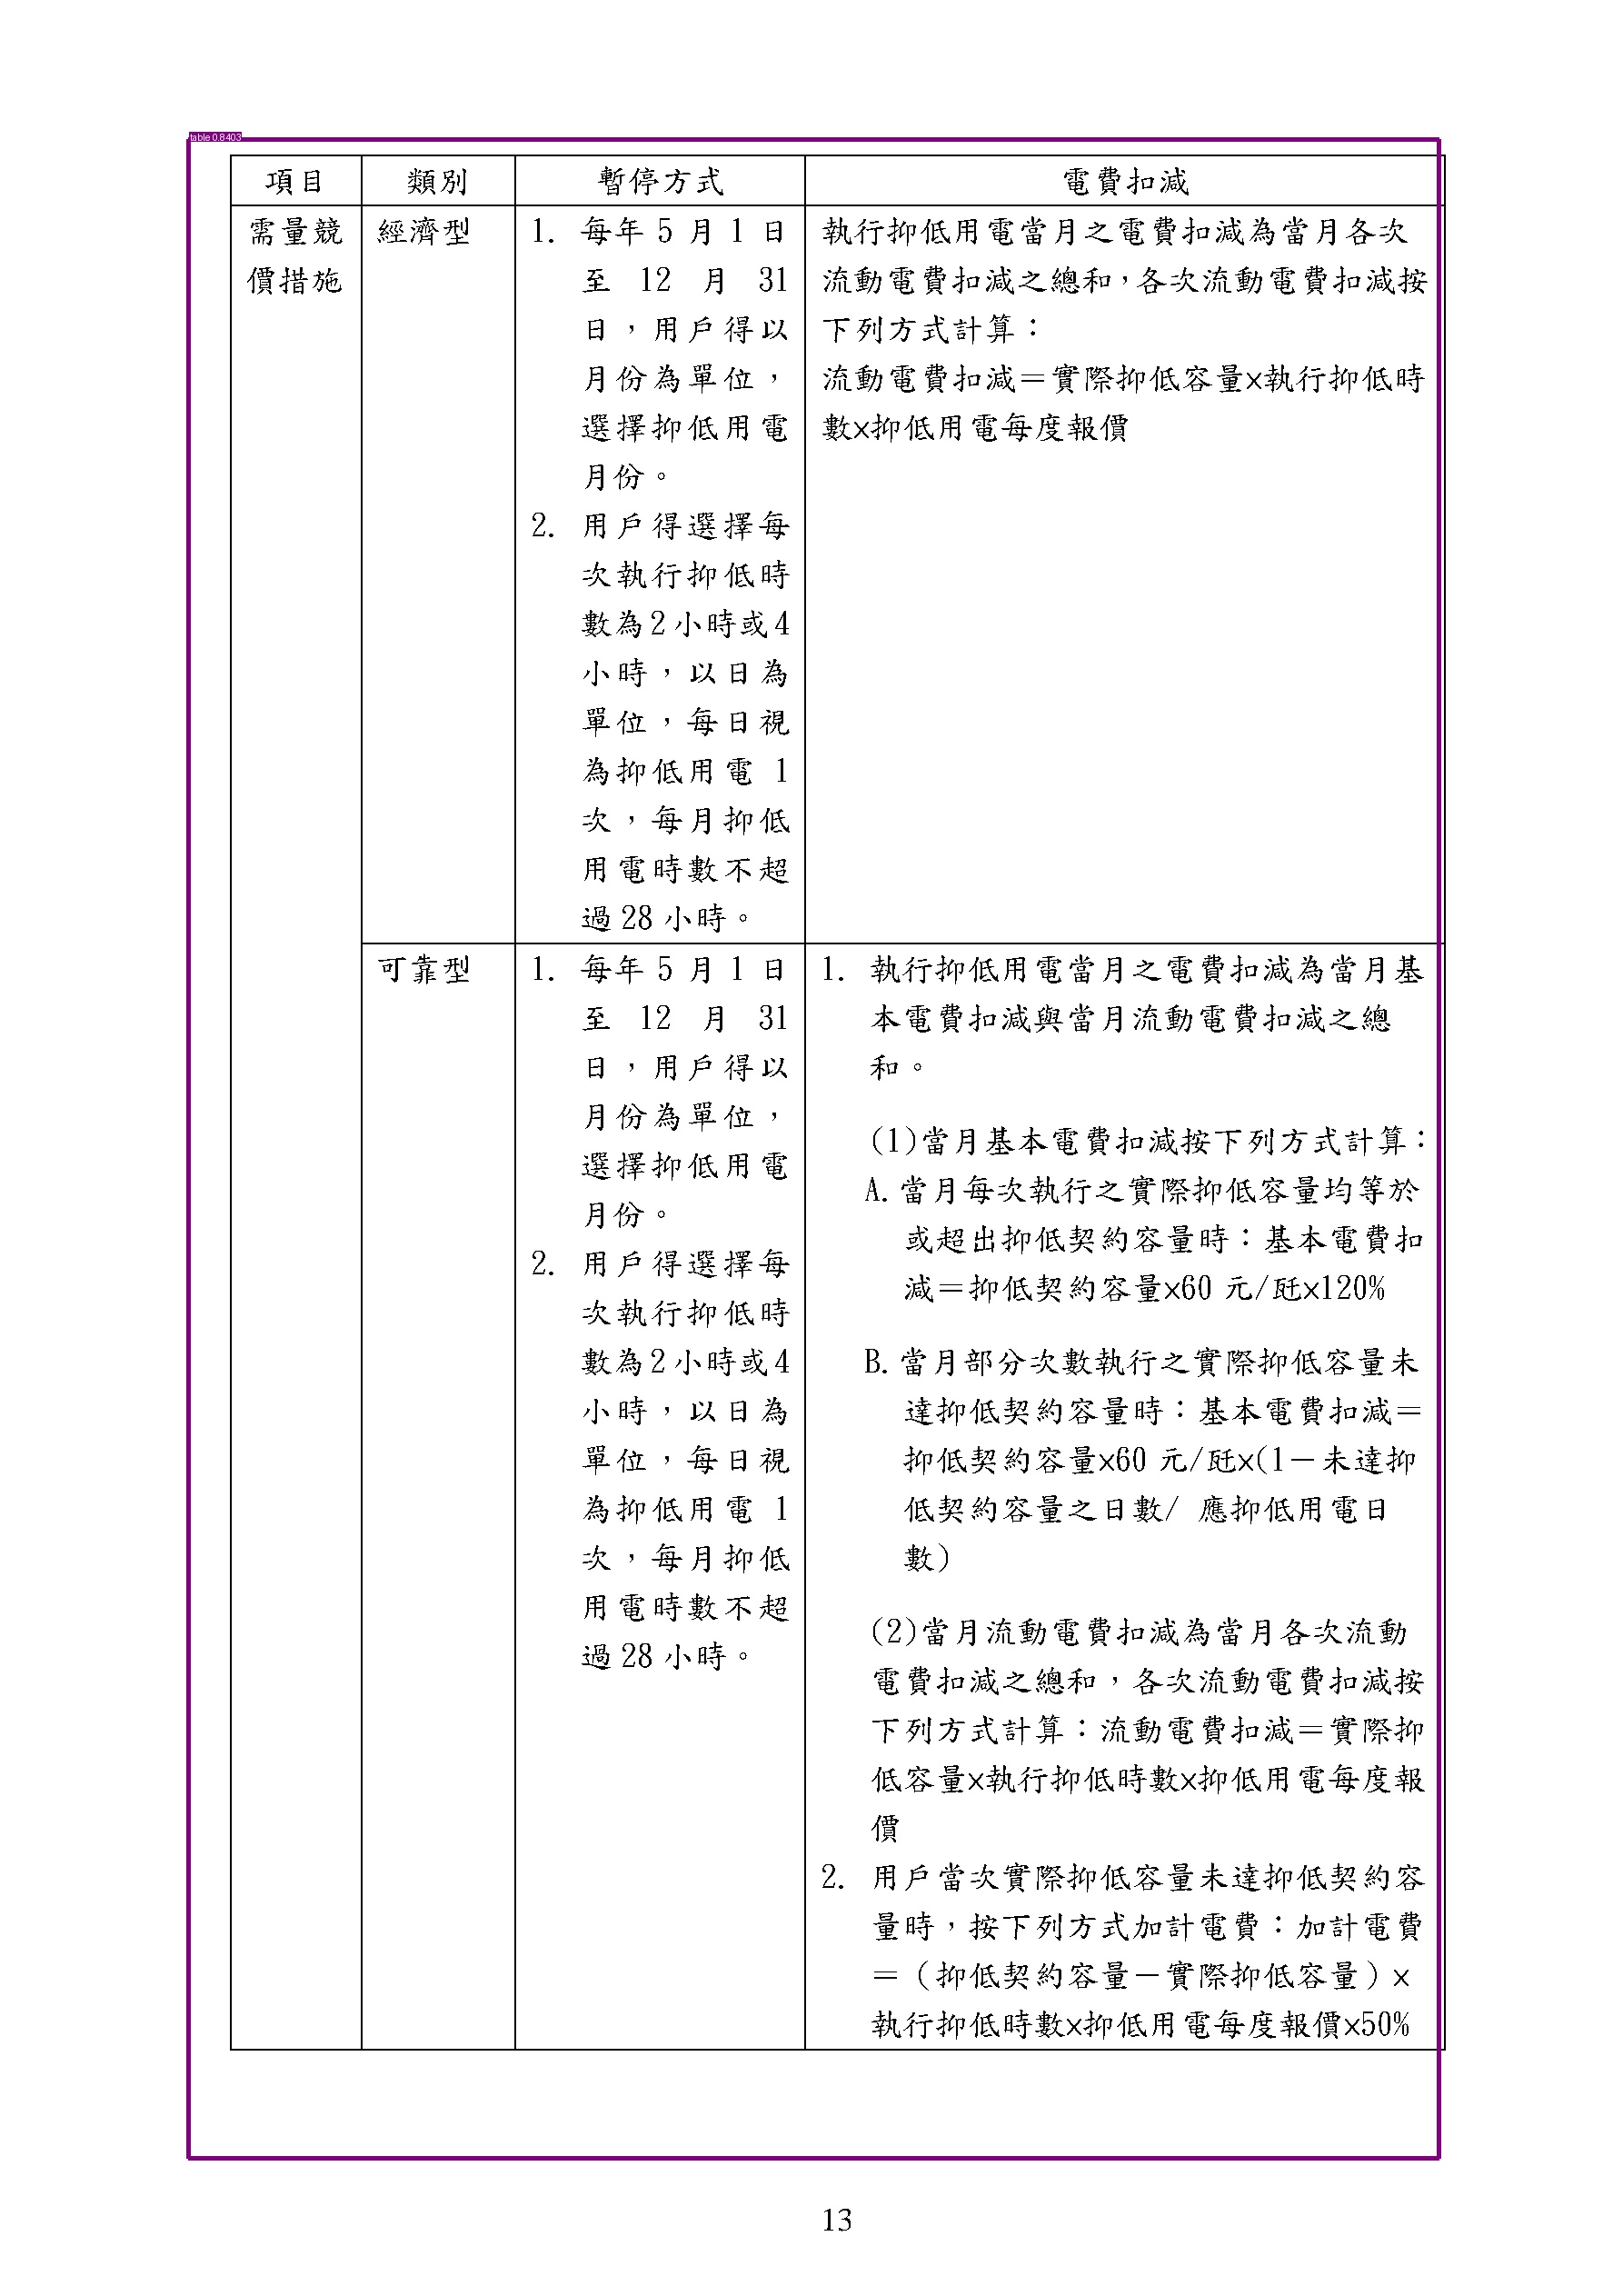 table 0.8403
項目 類別 暫停方式 電費扣減
需量競
價措施
經濟型
1. 每年 5 月 1 日
至 12 月 31
日，用戶得以
月份為單位，
選擇抑低用電
月份。
2. 用戶得選擇每
次執行抑低時
數為2小時或4
小時，以日為
單位，每日視
為抑低用電 1
次，每月抑低
用電時數不超
過 28 小時。
執行抑低用電當月之電費扣減為當月各次
流動電費扣減之總和，各次流動電費扣減按
下列方式計算：
流動電費扣減＝實際抑低容量×執行抑低時
數×抑低用電每度報價
可靠型
1. 每年 5 月 1 日
至 12 月 31
日，用戶得以
月份為單位，
選擇抑低用電
月份。
2. 用戶得選擇每
次執行抑低時
數為2小時或4
小時，以日為
單位，每日視
為抑低用電 1
次，每月抑低
用電時數不超
過 28 小時。
1. 執行抑低用電當月之電費扣減為當月基
本電費扣減與當月流動電費扣減之總
和。
(1)當月基本電費扣減按下列方式計算：
A.當月每次執行之實際抑低容量均等於
或超出抑低契約容量時：基本電費扣
減＝抑低契約容量×60 元/瓩×120%
B.當月部分次數執行之實際抑低容量未
達抑低契約容量時：基本電費扣減＝
抑低契約容量×60 元/瓩×(1－未達抑
低契約容量之日數/ 應抑低用電日
數)
(2)當月流動電費扣減為當月各次流動
電費扣減之總和，各次流動電費扣減按
下列方式計算：流動電費扣減＝實際抑
低容量×執行抑低時數×抑低用電每度報
價
2. 用戶當次實際抑低容量未達抑低契約容
量時，按下列方式加計電費：加計電費
＝（抑低契約容量－實際抑低容量）×
執行抑低時數×抑低用電每度報價×50%
13